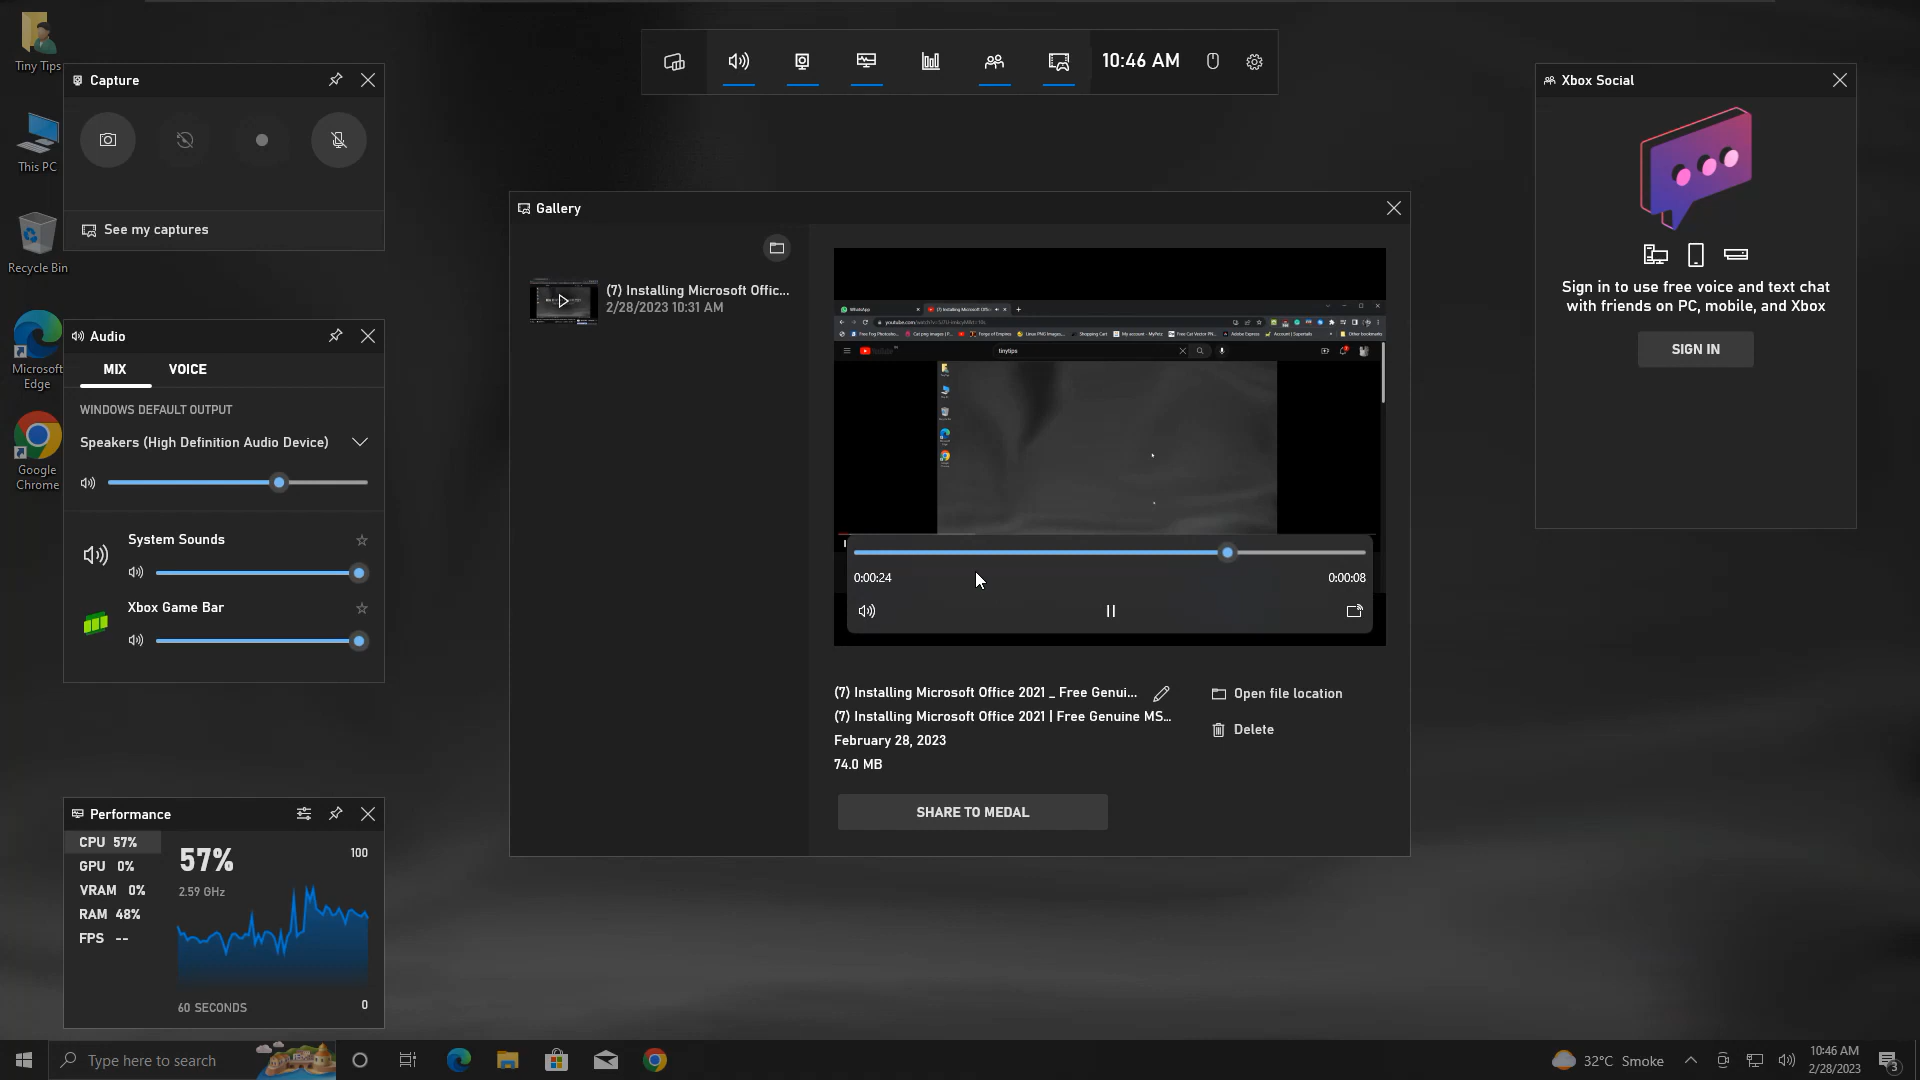 Tiny Tips
This PC
Recycle Bin
Microsoft
Edge
Google
Chrome
Capture
See my captures
Audio
MIX
VOICE
WINDOWS DEFAULT OUTPUT
Speakers (High Definition Audio Device)
System Sounds
Xbox Game Bar
Performance
CPU 57%
GPU 0%
VRAM 0%
RAM 48%
FPS --
57%
2.59 GHz
100
60 SECONDS
0
10:46 AM
Gallery
(7) Installing Microsoft Offic...
2/28/2023 10:31 AM
WhatsApp
tinytips
0:00:24
0:00:08
(7) Installing Microsoft Office 2021 _ Free Genui...
(7) Installing Microsoft Office 2021 | Free Genuine MS...
February 28, 2023
74.0 MB
Open file location
Delete
SHARE TO MEDAL
Xbox Social
Sign in to use free voice and text chat
with friends on PC, mobile, and Xbox
SIGN IN
Type here to search
32°C Smoke
10:46 AM
2/28/2023
3